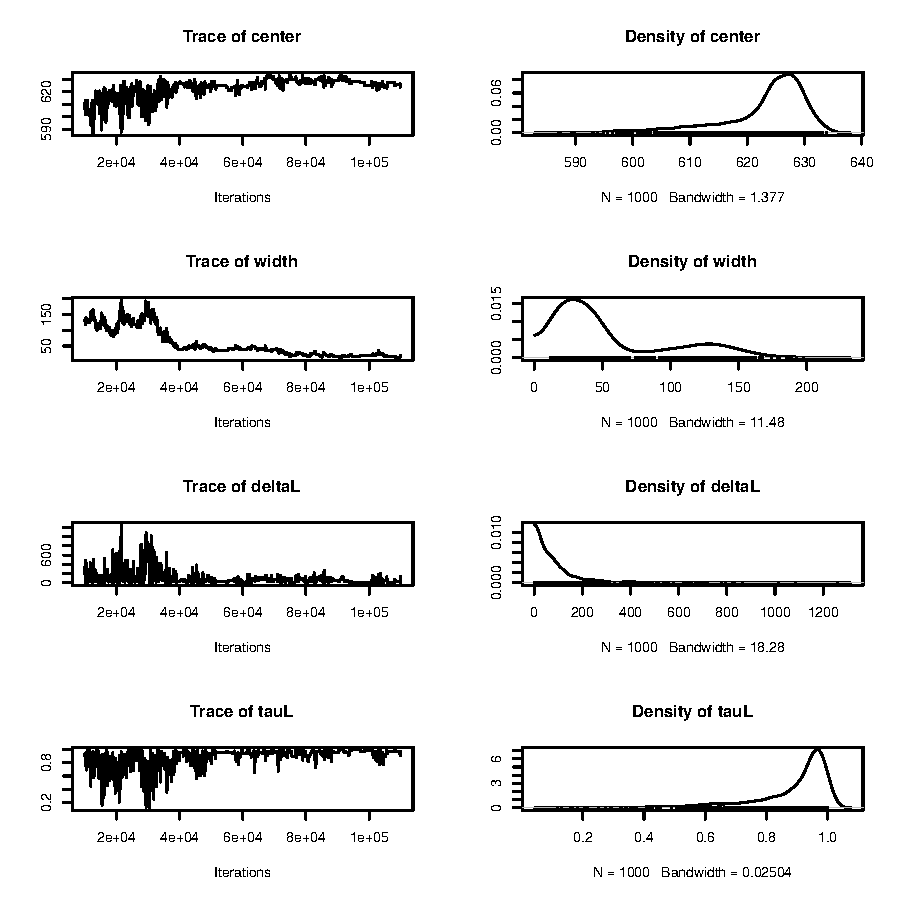 Trace of center
590 620
2e+04 4e+04 6e+04 8e+04 1e+05
Iterations
Density of center
0.00 0.06
590 600 610 620 630 640
N = 1000 Bandwidth = 1.377
Trace of width
50 150
2e+04 4e+04 6e+04 8e+04 1e+05
Iterations
Density of width
0.000 0.015
0 50 100 150 200
N = 1000 Bandwidth = 11.48
Trace of deltaL
0 600
2e+04 4e+04 6e+04 8e+04 1e+05
Iterations
Density of deltaL
0.000 0.010
0 200 400 600 800 1000 1200
N = 1000 Bandwidth = 18.28
Trace of tauL
0.2 0.8
2e+04 4e+04 6e+04 8e+04 1e+05
Iterations
Density of tauL
0 3 6
0.2 0.4 0.6 0.8 1.0
N = 1000 Bandwidth = 0.02504